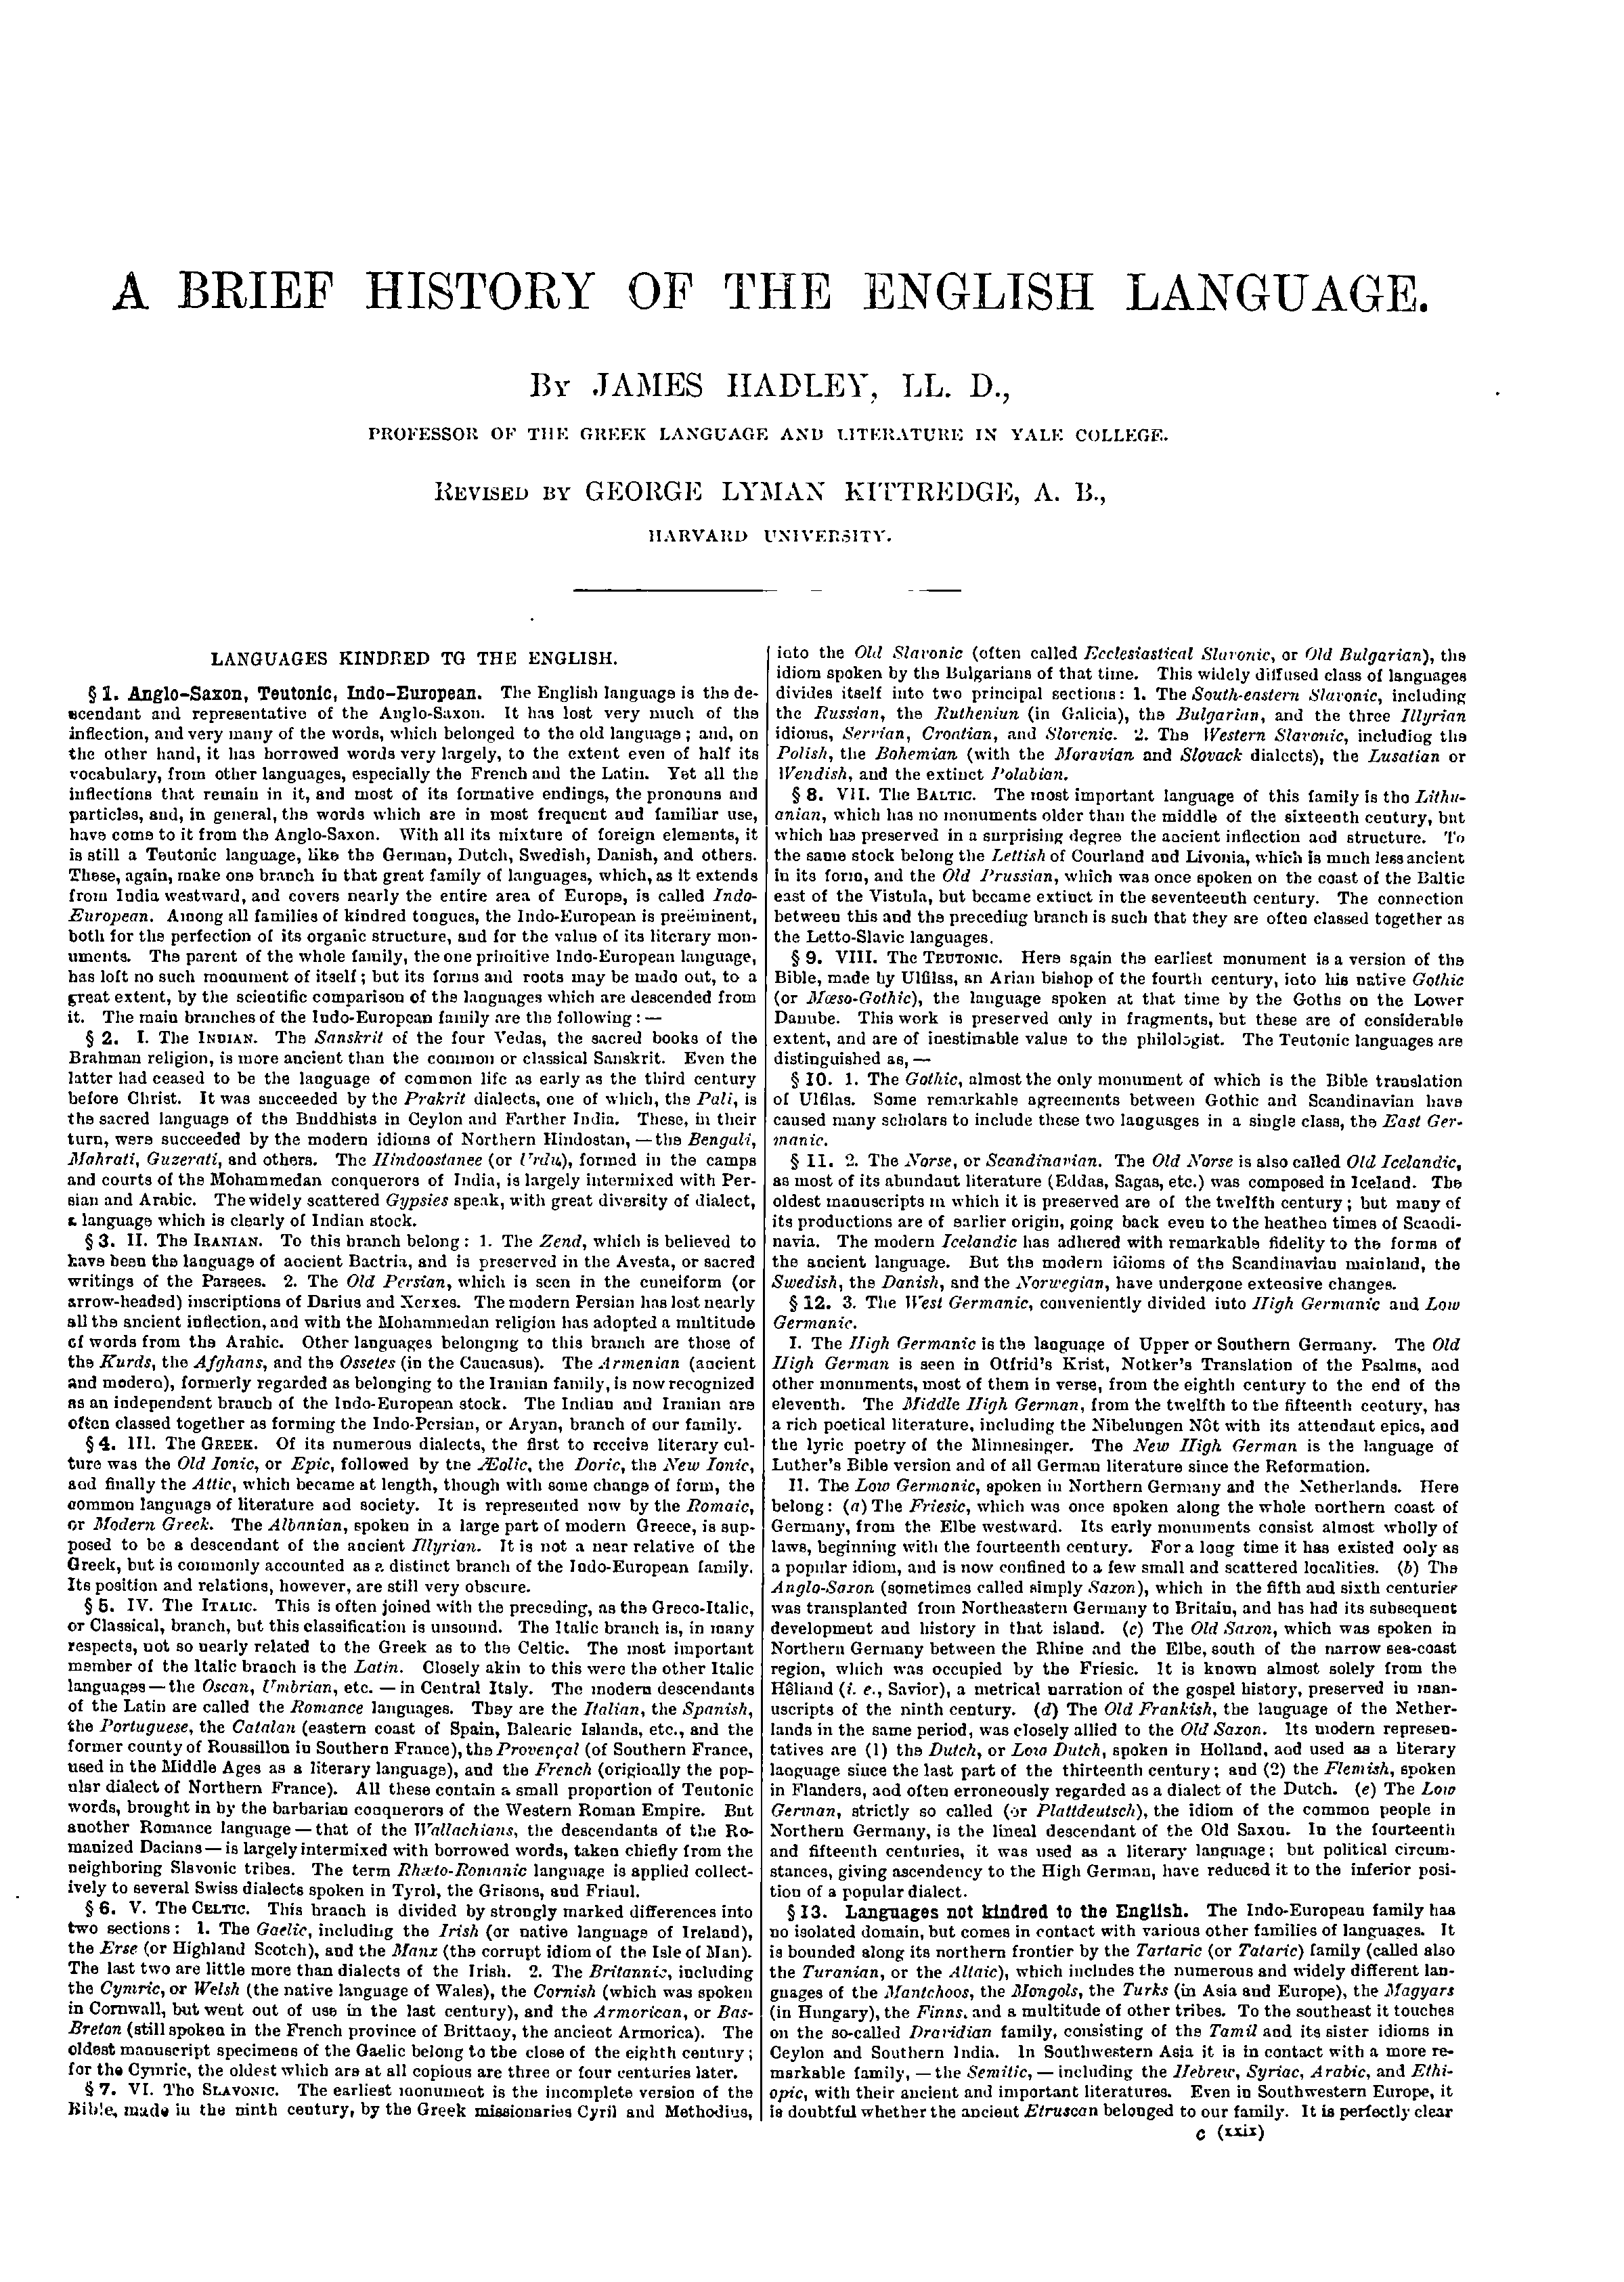 A BRIEF HISTORY OF THE ENGLISH LANGUAGE.
By JAMES HADLEY, LL. D.,
PROFESSOR OF THE GREEK LANGUAGE AND LITERATURE IN YALE COLLEGE.
Revised by GEORGE LYMAN KITTREDGE, A. B.,
HARVARD UNIVERSITY.
LANGUAGES KINDRED TO THE ENGLISH.
§ 1. Anglo-Saxon, Teutonic, Indo-European. The English language is the de-
scendant and representative of the Anglo-Saxon. It has lost very much of the
inflection, and very many of the words, which belonged to the old language; and, on
the other hand, it has borrowed words very largely, to the extent even of half its
vocabulary, from other languages, especially the French and the Latin. Yet all the
inflections that remain in it, and most of its formative endings, the pronouns and
particles, and, in general, the words which are in most frequent and familiar use,
have come to it from the Anglo-Saxon. With all its mixture of foreign elements, it
is still a Teutonic language, like the German, Dutch, Swedish, Danish, and others.
These, again, make one branch in that great family of languages, which, as it extends
from India westward, and covers nearly the entire area of Europe, is called Indo-
European. Among all families of kindred tongues, the Indo-European is preëminent,
both for the perfection of its organic structure, and for the value of its literary mon-
uments. The parent of the whole family, the one primitive Indo-European language,
has left no such monument of itself; but its forms and roots may be made out, to a
great extent, by the scientific comparison of the languages which are descended from
it. The main branches of the Indo-European family are the following: —
§ 2. I. The Indian. The Sanskrit of the four Vedas, the sacred books of the
Brahman religion, is more ancient than the common or classical Sanskrit. Even the
latter had ceased to be the language of common life as early as the third century
before Christ. It was succeeded by the Prakrit dialects, one of which, the Pali, is
the sacred language of the Buddhists in Ceylon and Farther India. These, in their
turn, were succeeded by the modern idioms of Northern Hindostan, — the Bengali,
Mahrati, Guzerati, and others. The Hindoostanee (or Urdu), formed in the camps
and courts of the Mohammedan conquerors of India, is largely intermixed with Per-
sian and Arabic. The widely scattered Gypsies speak, with great diversity of dialect,
a language which is clearly of Indian stock.
§ 3. II. The Iranian. To this branch belong: 1. The Zend, which is believed to
have been the language of ancient Bactria, and is preserved in the Avesta, or sacred
writings of the Parsees. 2. The Old Persian, which is seen in the cuneiform (or
arrow-headed) inscriptions of Darius and Xerxes. The modern Persian has lost nearly
all the ancient inflection, and with the Mohammedan religion has adopted a multitude
of words from the Arabic. Other languages belonging to this branch are those of
the Kurds, the Afghans, and the Ossetes (in the Caucasus). The Armenian (ancient
and modern), formerly regarded as belonging to the Iranian family, is now recognized
as an independent branch of the Indo-European stock. The Indian and Iranian are
often classed together as forming the Indo-Persian, or Aryan, branch of our family.
§ 4. III. The Greek. Of its numerous dialects, the first to receive literary cul-
ture was the Old Ionic, or Epic, followed by the Æolic, the Doric, the New Ionic,
and finally the Attic, which became at length, though with some change of form, the
common language of literature and society. It is represented now by the Romaic,
or Modern Greek. The Albanian, spoken in a large part of modern Greece, is sup-
posed to be a descendant of the ancient Illyrian. It is not a near relative of the
Greek, but is commonly accounted as a distinct branch of the Indo-European family.
Its position and relations, however, are still very obscure.
§ 5. IV. The Italic. This is often joined with the preceding, as the Greco-Italic,
or Classical, branch, but this classification is unsound. The Italic branch is, in many
respects, not so nearly related to the Greek as to the Celtic. The most important
member of the Italic branch is the Latin. Closely akin to this were the other Italic
languages — the Oscan, Umbrian, etc. — in Central Italy. The modern descendants
of the Latin are called the Romance languages. They are the Italian, the Spanish,
the Portuguese, the Catalan (eastern coast of Spain, Balearic Islands, etc., and the
former county of Roussillon in Southern France), the Provençal (of Southern France,
used in the Middle Ages as a literary language), and the French (originally the pop-
ular dialect of Northern France). All these contain a small proportion of Teutonic
words, brought in by the barbarian conquerors of the Western Roman Empire. But
another Romance language — that of the Wallachians, the descendants of the Ro-
manized Dacians — is largely intermixed with borrowed words, taken chiefly from the
neighboring Slavonic tribes. The term Rhæto-Romanic language is applied collect-
ively to several Swiss dialects spoken in Tyrol, the Grisons, and Friaul.
§ 6. V. The Celtic. This branch is divided by strongly marked differences into
two sections: 1. The Gaelic, including the Irish (or native language of Ireland),
the Erse (or Highland Scotch), and the Manx (the corrupt idiom of the Isle of Man).
The last two are little more than dialects of the Irish. 2. The Britannic, including
the Cymric, or Welsh (the native language of Wales), the Cornish (which was spoken
in Cornwall, but went out of use in the last century), and the Armorican, or Bas-
Breton (still spoken in the French province of Brittany, the ancient Armorica). The
oldest manuscript specimens of the Gaelic belong to the close of the eighth century;
for the Cymric, the oldest which are at all copious are three or four centuries later.
§ 7. VI. The Slavonic. The earliest monument is the incomplete version of the
Bible, made in the ninth century, by the Greek missionaries Cyril and Methodius,
into the Old Slavonic (often called Ecclesiastical Slavonic, or Old Bulgarian), the
idiom spoken by the Bulgarians of that time. This widely diffused class of languages
divides itself into two principal sections: 1. The South-eastern Slavonic, including
the Russian, the Ruthenian (in Galicia), the Bulgarian, and the three Illyrian
idioms, Servian, Croatian, and Slovenic. 2. The Western Slavonic, including the
Polish, the Bohemian (with the Moravian and Slovack dialects), the Lusatian or
Wendish, and the extinct Polabian.
§ 8. VII. The Baltic. The most important language of this family is the Lithu-
anian, which has no monuments older than the middle of the sixteenth century, but
which has preserved in a surprising degree the ancient inflection and structure. To
the same stock belong the Lettish of Courland and Livonia, which is much less ancient
in its form, and the Old Prussian, which was once spoken on the coast of the Baltic
east of the Vistula, but became extinct in the seventeenth century. The connection
between this and the preceding branch is such that they are often classed together as
the Letto-Slavic languages.
§ 9. VIII. The Teutonic. Here again the earliest monument is a version of the
Bible, made by Ulfilas, an Arian bishop of the fourth century, into his native Gothic
(or Mœso-Gothic), the language spoken at that time by the Goths on the Lower
Danube. This work is preserved only in fragments, but these are of considerable
extent, and are of inestimable value to the philologist. The Teutonic languages are
distinguished as, —
§ 10. 1. The Gothic, almost the only monument of which is the Bible translation
of Ulfilas. Some remarkable agreements between Gothic and Scandinavian have
caused many scholars to include these two languages in a single class, the East Ger-
manic.
§ 11. 2. The Norse, or Scandinavian. The Old Norse is also called Old Icelandic,
as most of its abundant literature (Eddas, Sagas, etc.) was composed in Iceland. The
oldest manuscripts in which it is preserved are of the twelfth century; but many of
its productions are of earlier origin, going back even to the heathen times of Scandi-
navia. The modern Icelandic has adhered with remarkable fidelity to the forms of
the ancient language. But the modern idioms of the Scandinavian mainland, the
Swedish, the Danish, and the Norwegian, have undergone extensive changes.
§ 12. 3. The West Germanic, conveniently divided into High Germanic and Low
Germanic.
I. The High Germanic is the language of Upper or Southern Germany. The Old
High German is seen in Otfrid's Krist, Notker's Translation of the Psalms, and
other monuments, most of them in verse, from the eighth century to the end of the
eleventh. The Middle High German, from the twelfth to the fifteenth century, has
a rich poetical literature, including the Nibelungen Nôt with its attendant epics, and
the lyric poetry of the Minnesinger. The New High German is the language of
Luther's Bible version and of all German literature since the Reformation.
II. The Low Germanic, spoken in Northern Germany and the Netherlands. Here
belong: (a) The Friesic, which was once spoken along the whole northern coast of
Germany, from the Elbe westward. Its early monuments consist almost wholly of
laws, beginning with the fourteenth century. For a long time it has existed only as
a popular idiom, and is now confined to a few small and scattered localities. (b) The
Anglo-Saxon (sometimes called simply Saxon), which in the fifth and sixth centuries
was transplanted from Northeastern Germany to Britain, and has had its subsequent
development and history in that island. (c) The Old Saxon, which was spoken in
Northern Germany between the Rhine and the Elbe, south of the narrow sea-coast
region, which was occupied by the Friesic. It is known almost solely from the
Hêliand (i. e., Savior), a metrical narration of the gospel history, preserved in man-
uscripts of the ninth century. (d) The Old Frankish, the language of the Nether-
lands in the same period, was closely allied to the Old Saxon. Its modern represen-
tatives are (1) the Dutch, or Low Dutch, spoken in Holland, and used as a literary
language since the last part of the thirteenth century; and (2) the Flemish, spoken
in Flanders, and often erroneously regarded as a dialect of the Dutch. (e) The Low
German, strictly so called (or Plattdeutsch), the idiom of the common people in
Northern Germany, is the lineal descendant of the Old Saxon. In the fourteenth
and fifteenth centuries, it was used as a literary language; but political circum-
stances, giving ascendency to the High German, have reduced it to the inferior posi-
tion of a popular dialect.
§ 13. Languages not kindred to the English. The Indo-European family has
no isolated domain, but comes in contact with various other families of languages. It
is bounded along its northern frontier by the Tartaric (or Tataric) family (called also
the Turanian, or the Altaic), which includes the numerous and widely different lan-
guages of the Mantchoos, the Mongols, the Turks (in Asia and Europe), the Magyars
(in Hungary), the Finns, and a multitude of other tribes. To the southeast it touches
on the so-called Dravidian family, consisting of the Tamil and its sister idioms in
Ceylon and Southern India. In Southwestern Asia it is in contact with a more re-
markable family, — the Semitic, — including the Hebrew, Syriac, Arabic, and Ethi-
opic, with their ancient and important literatures. Even in Southwestern Europe, it
is doubtful whether the ancient Etruscan belonged to our family. It is perfectly clear
C (xxix)